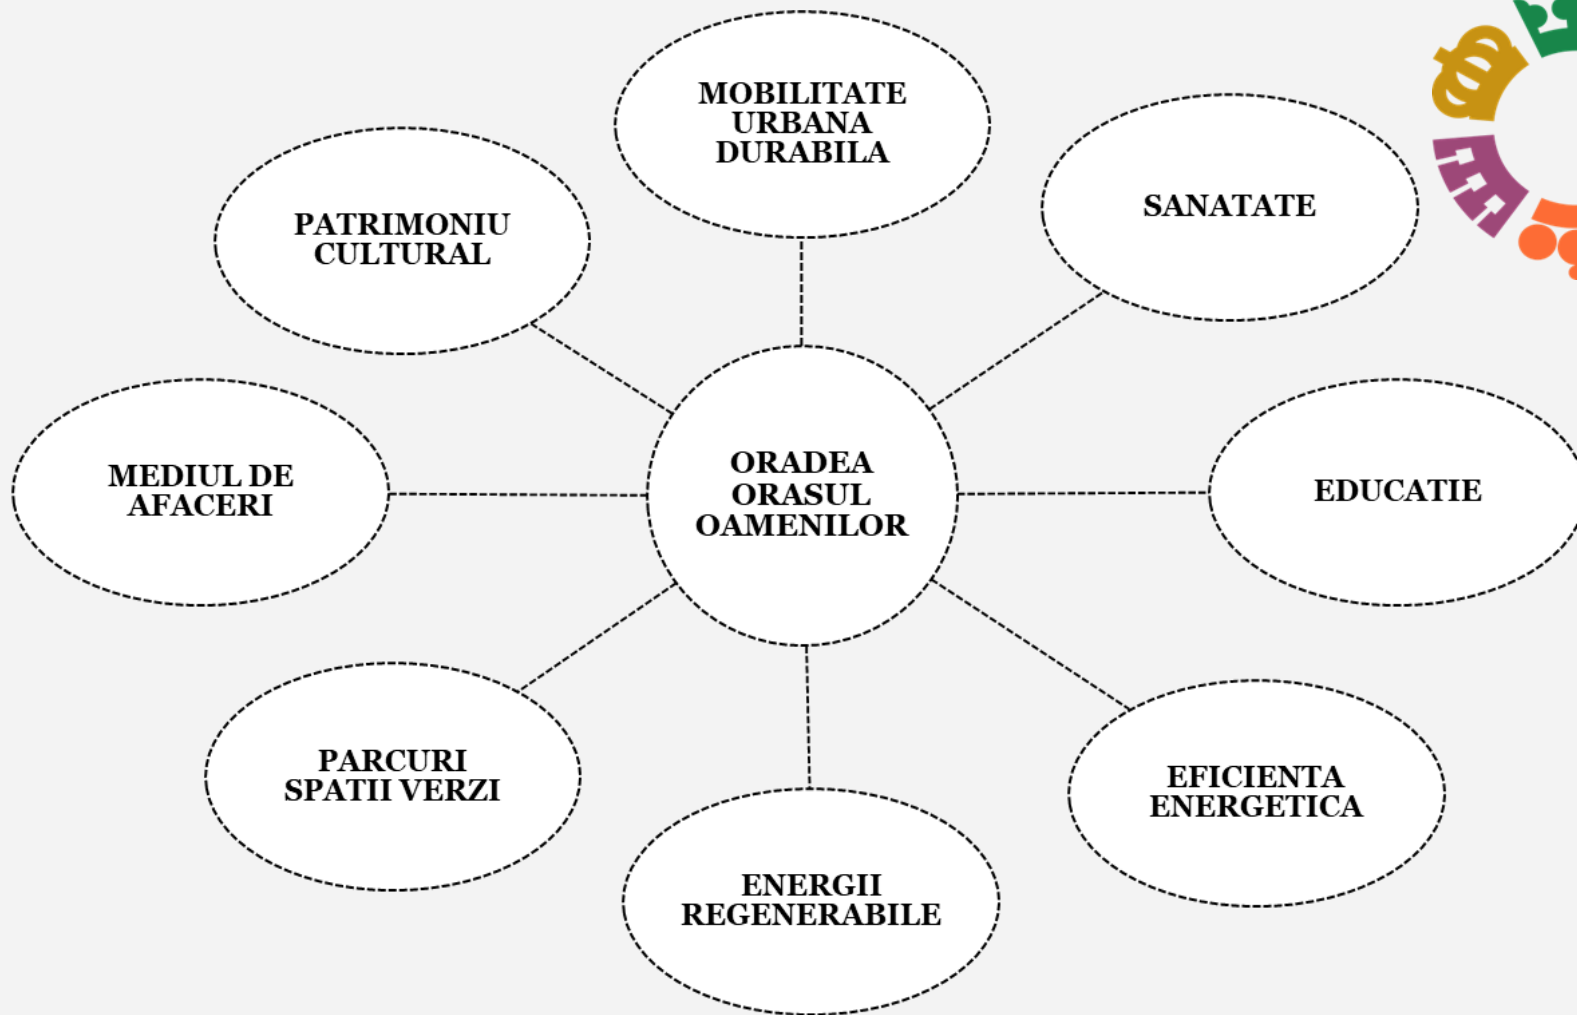 MOBILITATE
URBANA
DURABILA
PATRIMONIU
CULTURAL
SANATATE
MEDIUL DE
AFACERI
ORADEA
ORASUL
OAMENILOR
EDUCATIE
PARCURI
SPATII VERZI
EFICIENTA
ENERGETICA
ENERGII
REGENERABILE